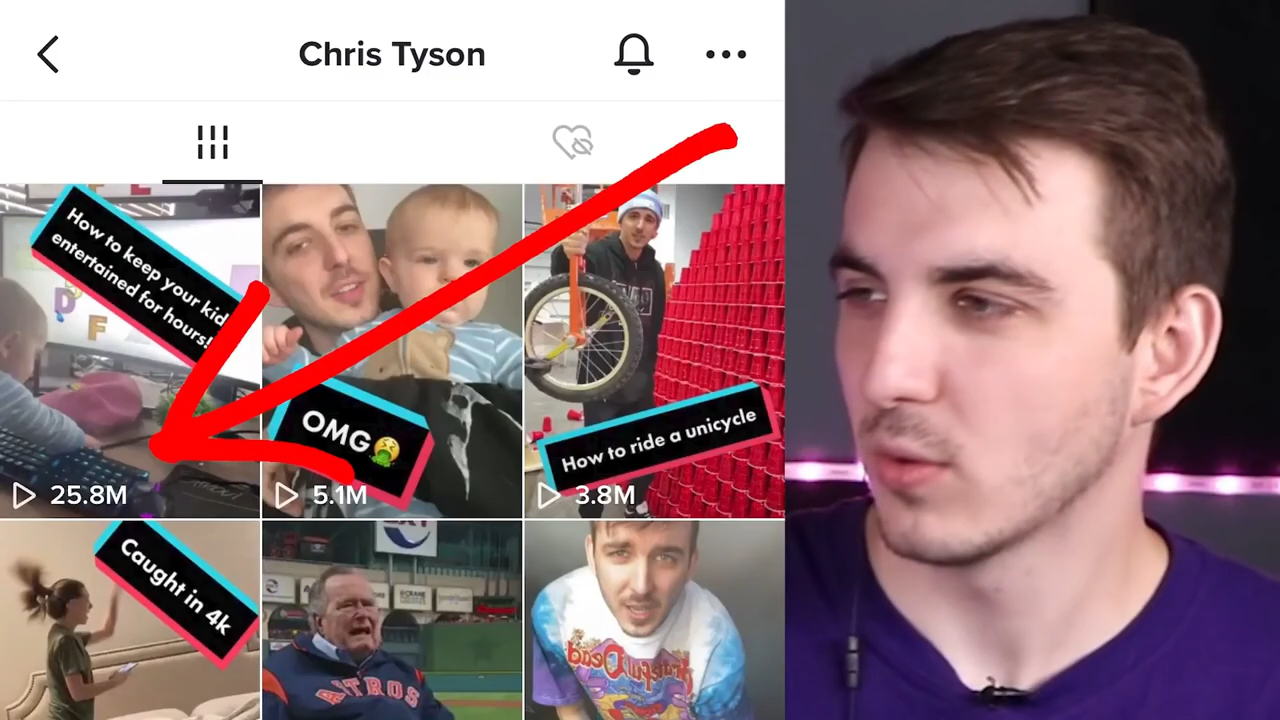 Chris Tyson
How to keep your kid
entertained for hours!
25.8M
OMG
5.1M
How to ride a unicycle
3.8M
Caught in 4k
ASTROS